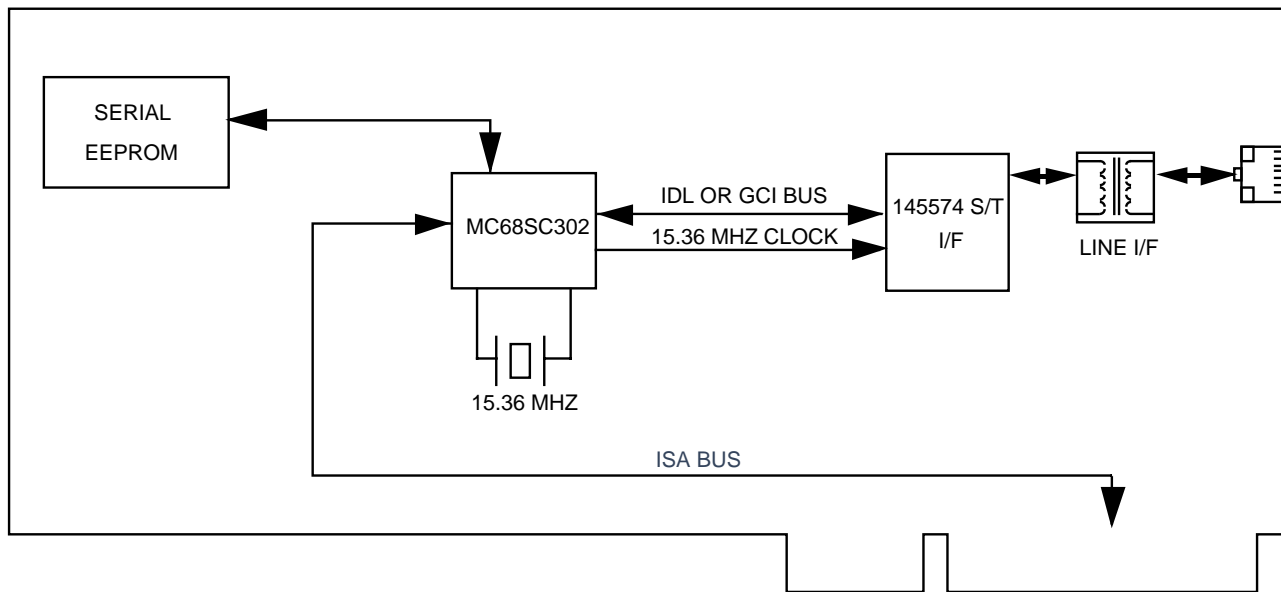 SERIAL
EEPROM
MC68SC302
IDL OR GCI BUS
15.36 MHZ CLOCK
145574 S/T
I/F
LINE I/F
15.36 MHZ
ISA BUS